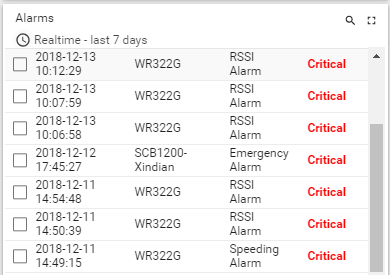 Alarms
Realtime - last 7 days
2018-12-13 10:12:29 WR322G RSSI Alarm Critical
2018-12-13 10:07:59 WR322G RSSI Alarm Critical
2018-12-13 10:06:58 WR322G RSSI Alarm Critical
2018-12-12 17:45:27 SCB1200-Xindian Emergency Alarm Critical
2018-12-11 14:54:48 WR322G RSSI Alarm Critical
2018-12-11 14:50:39 WR322G RSSI Alarm Critical
2018-12-11 14:49:15 WR322G Speeding Alarm Critical